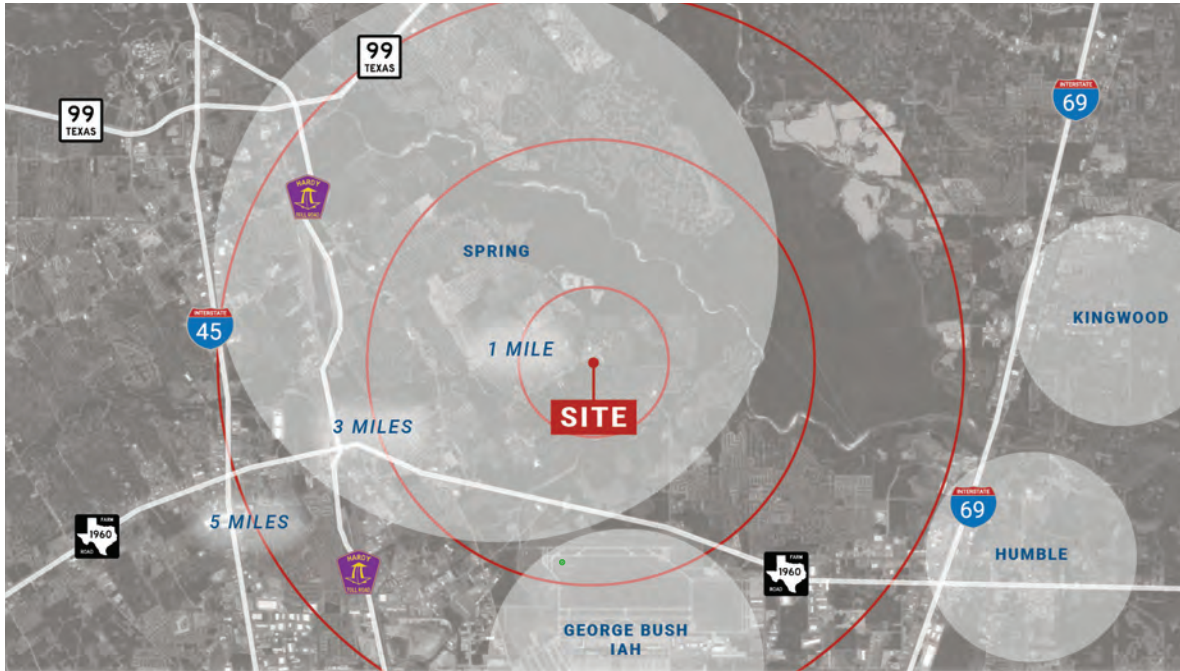 99
TEXAS
99
TEXAS
INTERSTATE
69
HARDY
TOLL ROAD
SPRING
KINGWOOD
INTERSTATE
45
1 MILE
SITE
3 MILES
INTERSTATE
69
5 MILES
FARM
1960
ROAD
HUMBLE
HARDY
TOLL ROAD
FARM
1960
ROAD
GEORGE BUSH
IAH